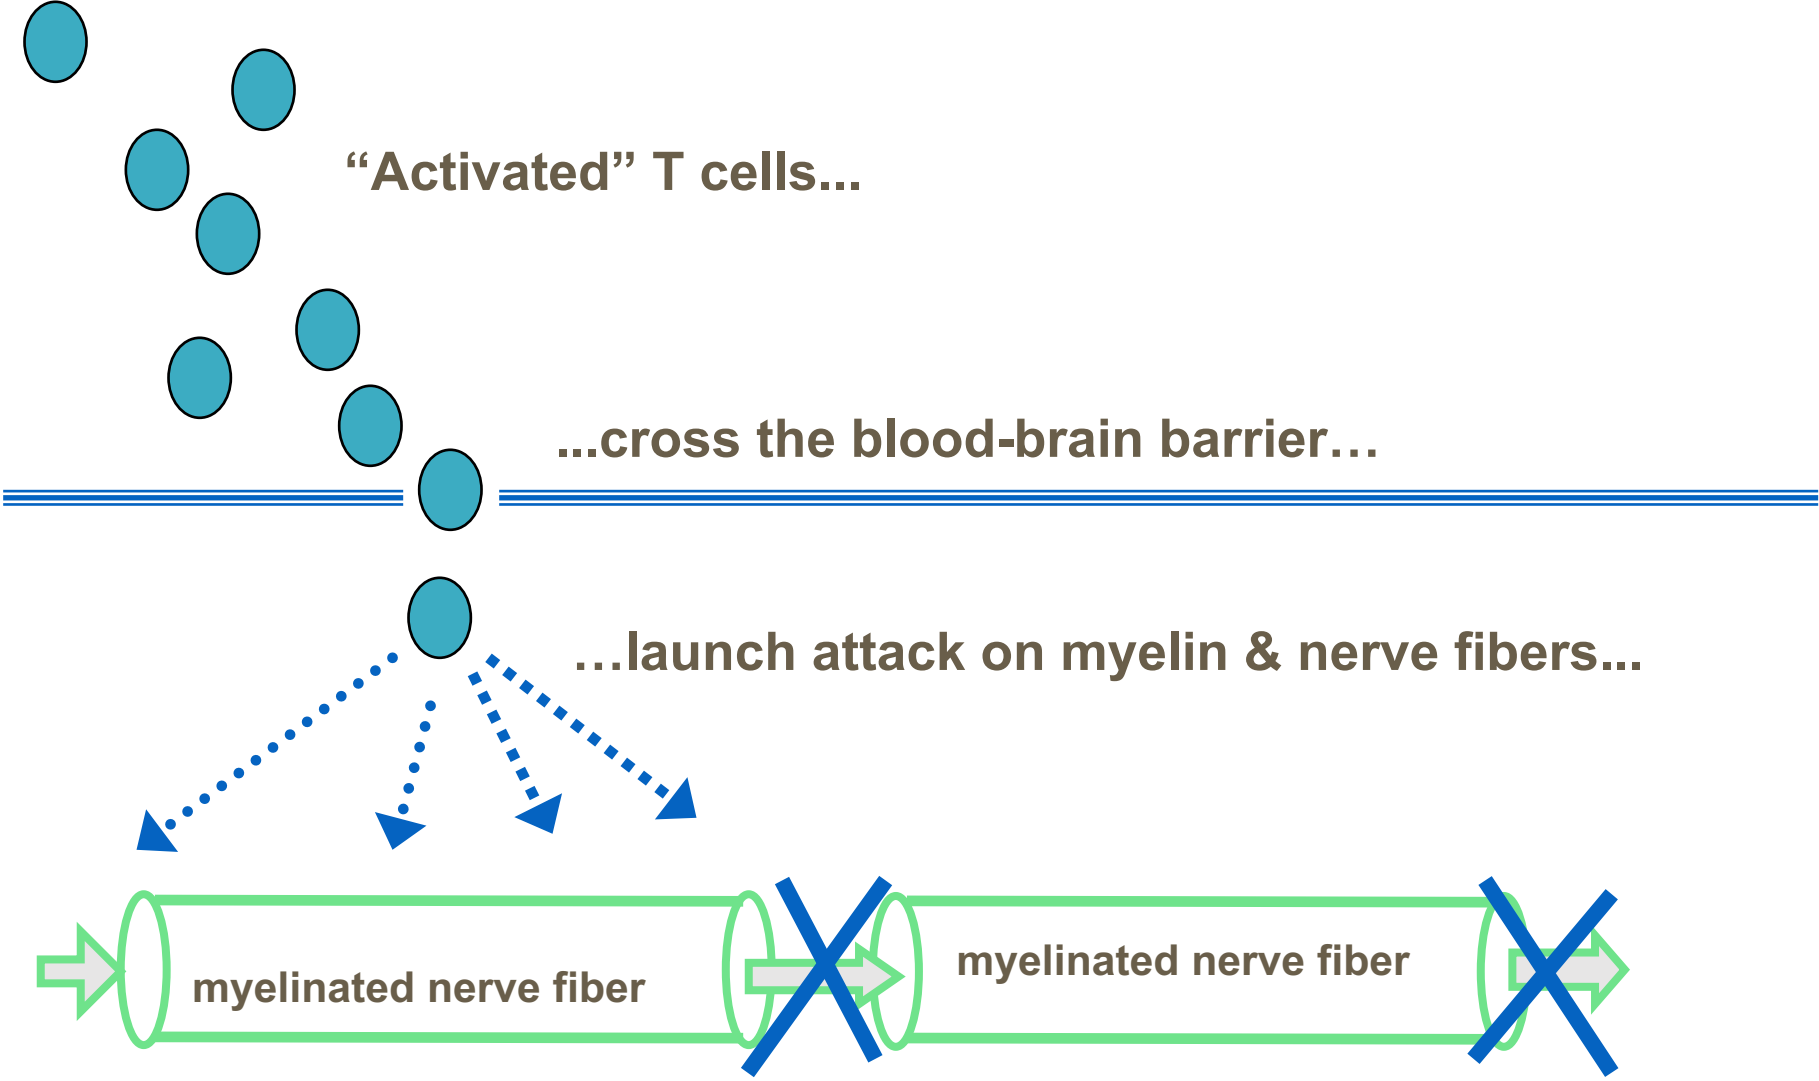 “Activated” T cells...
...cross the blood-brain barrier…
…launch attack on myelin & nerve fibers...
myelinated nerve fiber
myelinated nerve fiber